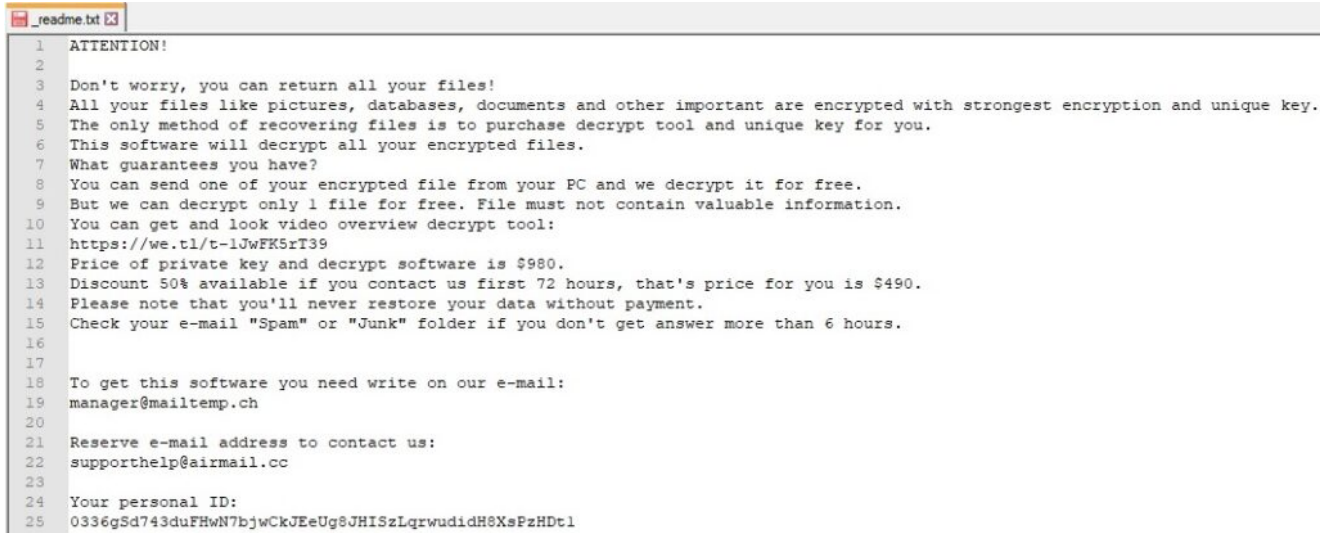 _readme.txt
1 ATTENTION!
2
3 Don't worry, you can return all your files!
4 All your files like pictures, databases, documents and other important are encrypted with strongest encryption and unique key.
5 The only method of recovering files is to purchase decrypt tool and unique key for you.
6 This software will decrypt all your encrypted files.
7 What guarantees you have?
8 You can send one of your encrypted file from your PC and we decrypt it for free.
9 But we can decrypt only 1 file for free. File must not contain valuable information.
10 You can get and look video overview decrypt tool:
11 https://we.tl/t-1JwFK5rT39
12 Price of private key and decrypt software is $980.
13 Discount 50% available if you contact us first 72 hours, that's price for you is $490.
14 Please note that you'll never restore your data without payment.
15 Check your e-mail "Spam" or "Junk" folder if you don't get answer more than 6 hours.
16
17
18 To get this software you need write on our e-mail:
19 manager@mailtemp.ch
20
21 Reserve e-mail address to contact us:
22 supporthelp@airmail.cc
23
24 Your personal ID:
25 0336gSd743duFHwN7bjwCkJEeUg8JHISzLqrwudidH8XsPzHDt1